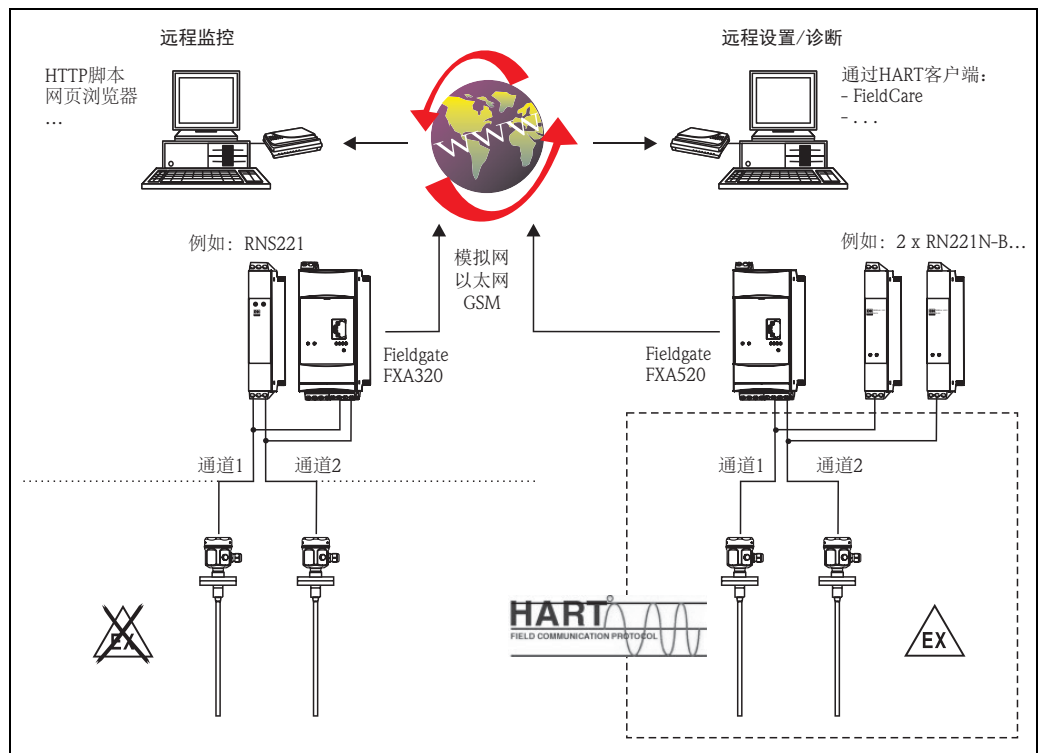 远程监控
HTTP脚本
网页浏览器
...
远程设置/诊断
通过HART客户端：
- FieldCare
- . . .
WWW
例如：RNS221
模拟网
以太网
GSM
例如：2 x RN221N-B...
Fieldgate
FXA320
Fieldgate
FXA520
通道1
通道2
通道1
通道2
EX
HART
FIELD COMMUNICATION PROTOCOL
EX